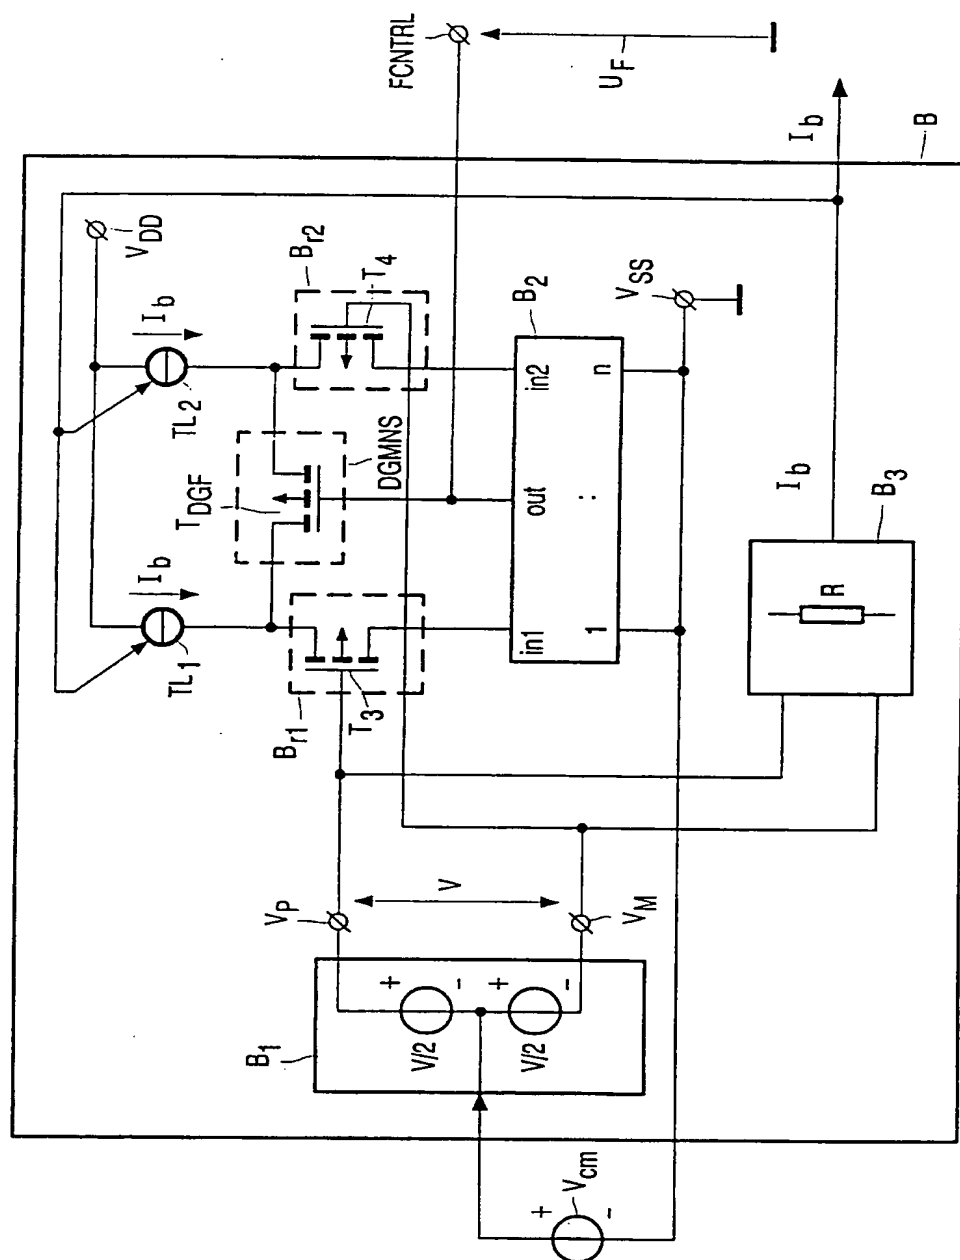 FCNTRL
U_F
I_b
B
V_DD
I_b
TL_2
B_r2
T_4
T_DGF
DGMNS
I_b
TL_1
B_r1
T_3
B_2
in2
n
out
:
in1
1
V_SS
I_b
B_3
R
V_P
V
V_M
B_1
+
-
V/2
+
-
V/2
+
V_cm
-